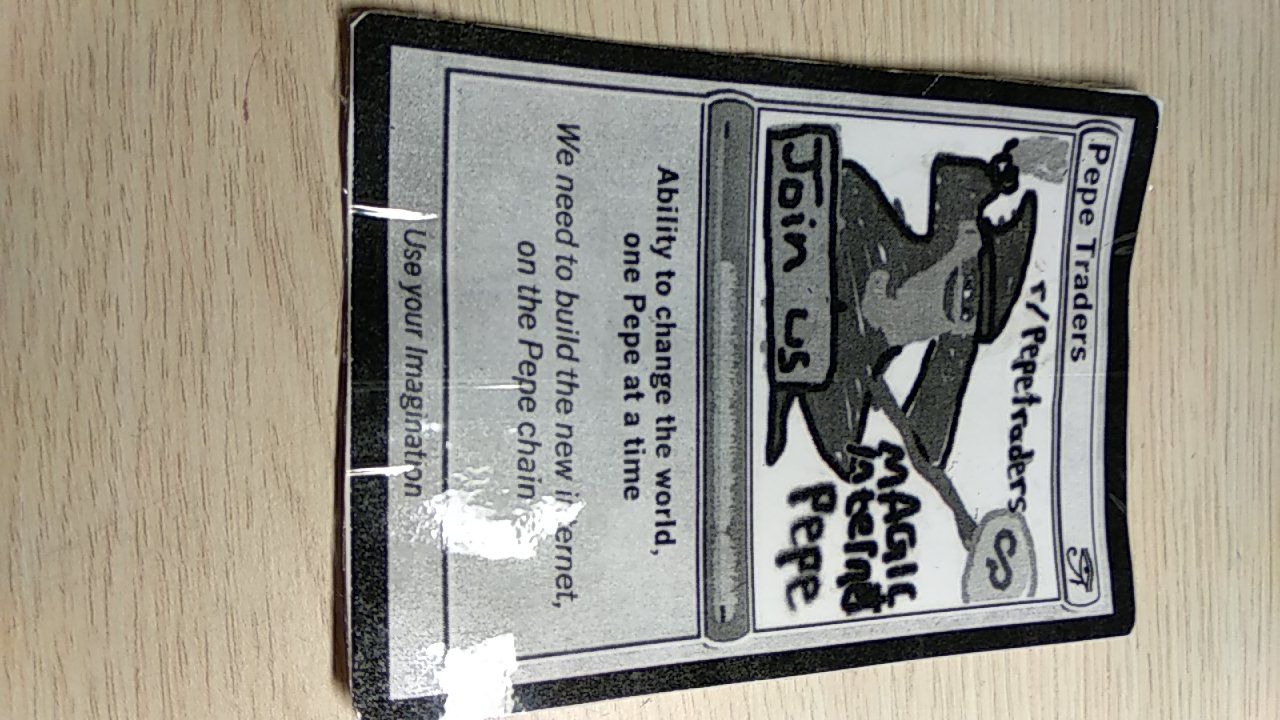 Pepe Traders
r/Pepetraders
MAGIC
Internet
Pepe
Join us
Ability to change the world,
one Pepe at a time
We need to build the new internet,
on the Pepe chain
Use your Imagination